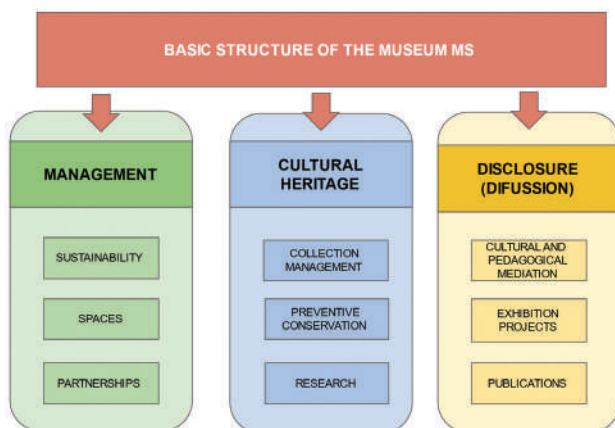 BASIC STRUCTURE OF THE MUSEUM MS
MANAGEMENT
SUSTAINABILITY
SPACES
PARTNERSHIPS
CULTURAL
HERITAGE
COLLECTION
MANAGEMENT
PREVENTIVE
CONSERVATION
RESEARCH
DISCLOSURE
(DIFUSSION)
CULTURAL AND
PEDAGOGICAL
MEDIATION
EXHIBITION
PROJECTS
PUBLICATIONS